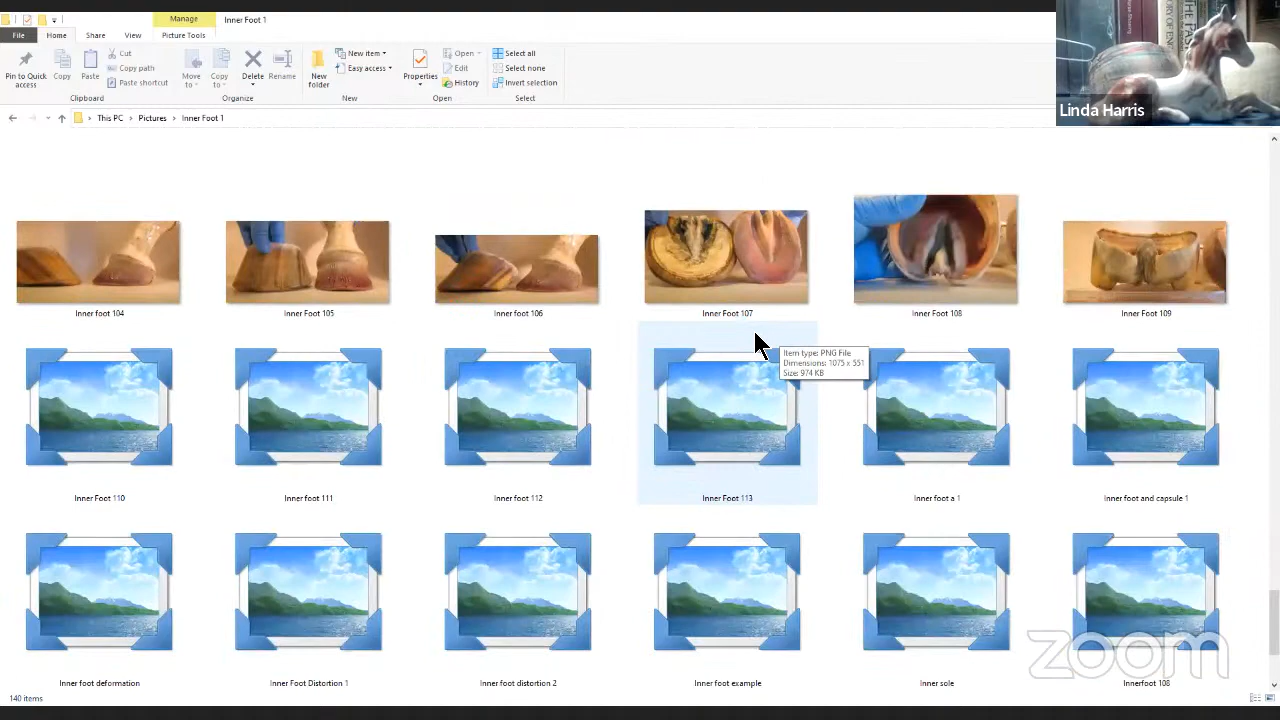 Manage
Inner Foot 1
File
Home
Share
View
Picture Tools
Pin to Quick access
Copy
Paste
Cut
Copy path
Paste shortcut
Clipboard
Move to
Copy to
Delete
Rename
Organize
New folder
New item
Easy access
New
Properties
Open
Edit
History
Open
Select all
Select none
Invert selection
Select
THE PAST
Linda Harris
This PC
Pictures
Inner Foot 1
Inner foot 104
Inner Foot 105
Inner foot 106
Inner Foot 107
Inner Foot 108
Inner Foot 109
Item type: PNG File
Dimensions: 1075 x 551
Size: 974 KB
Inner Foot 110
Inner foot 111
Inner foot 112
Inner Foot 113
Inner foot a 1
Inner foot and capsule 1
Inner foot deformation
Inner Foot Distortion 1
Inner foot distortion 2
Inner foot example
Inner sole
Innerfoot 108
zoom
140 items